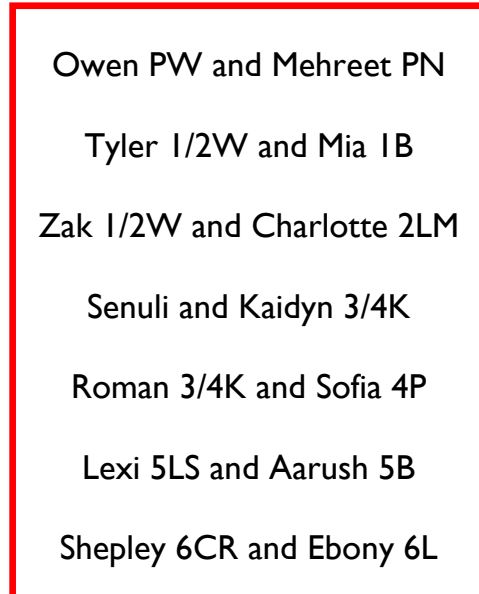 Owen PW and Mehreet PN
Tyler 1/2W and Mia 1B
Zak 1/2W and Charlotte 2LM
Senuli and Kaidyn 3/4K
Roman 3/4K and Sofia 4P
Lexi 5LS and Aarush 5B
Shepley 6CR and Ebony 6L